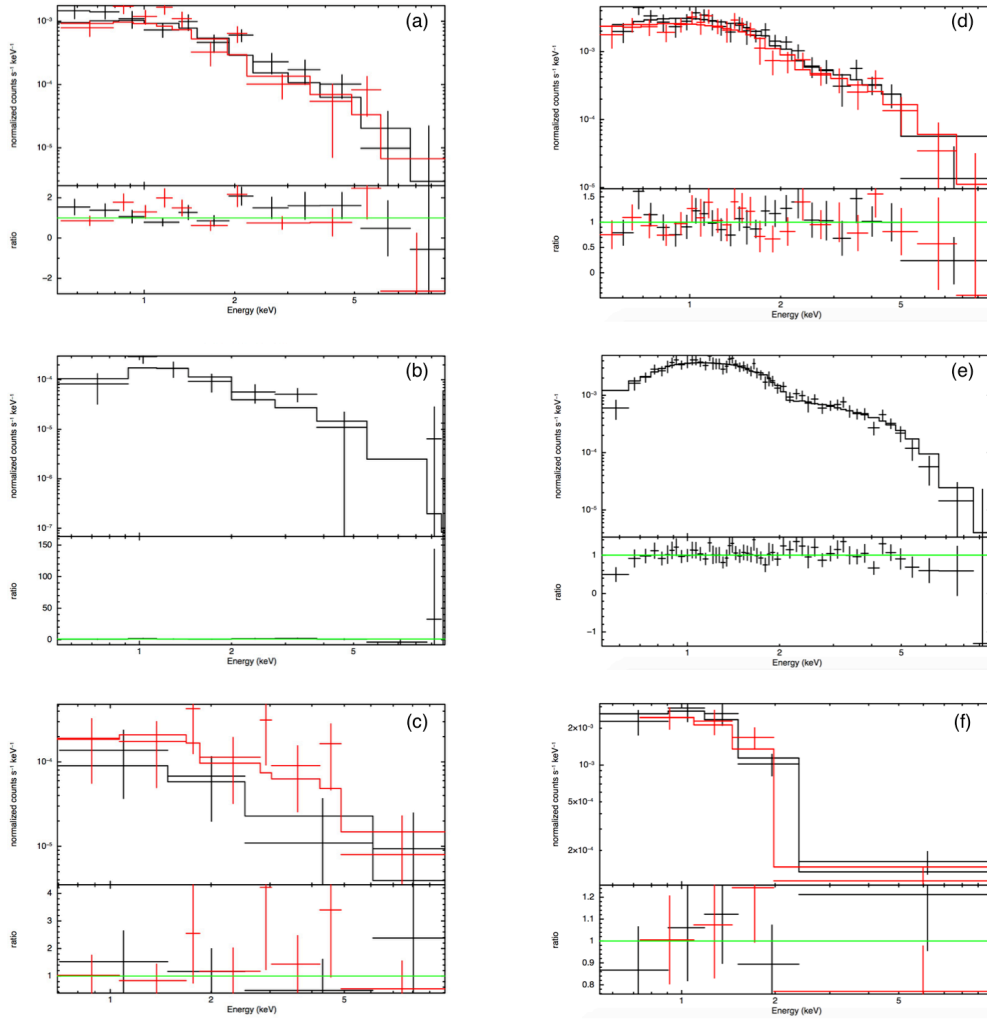 (a)
normalized counts s⁻¹ keV⁻¹
10⁻³
10⁻⁴
10⁻⁵
ratio
2
0
−2
1
2
5
Energy (keV)
(d)
normalized counts s⁻¹ keV⁻¹
10⁻³
10⁻⁴
10⁻⁵
ratio
1.5
1
0.5
0
1
2
5
Energy (keV)
(b)
normalized counts s⁻¹ keV⁻¹
10⁻⁴
10⁻⁵
10⁻⁶
10⁻⁷
ratio
150
100
50
0
1
2
5
Energy (keV)
(e)
normalized counts s⁻¹ keV⁻¹
10⁻³
10⁻⁴
10⁻⁵
ratio
1
0
−1
1
2
5
Energy (keV)
(c)
normalized counts s⁻¹ keV⁻¹
10⁻⁴
10⁻⁵
ratio
4
3
2
1
1
2
5
Energy (keV)
(f)
normalized counts s⁻¹ keV⁻¹
2×10⁻³
10⁻³
5×10⁻⁴
2×10⁻⁴
ratio
1.2
1.1
1
0.9
0.8
1
2
5
Energy (keV)